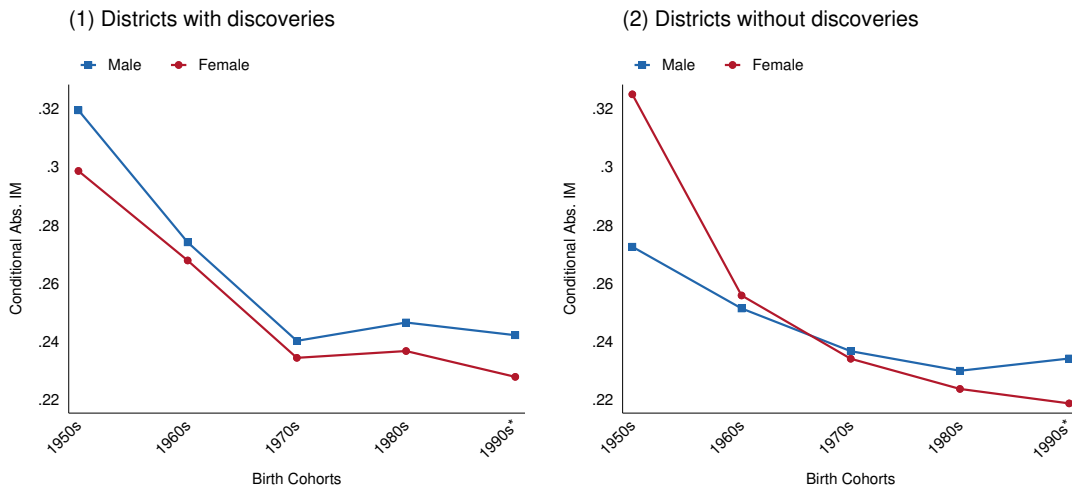 (1) Districts with discoveries
Male Female
.32
.3
.28
.26
.24
.22
Conditional Abs. IM
1950s 1960s 1970s 1980s 1990s*
Birth Cohorts
(2) Districts without discoveries
Male Female
.32
.3
.28
.26
.24
.22
Conditional Abs. IM
1950s 1960s 1970s 1980s 1990s*
Birth Cohorts